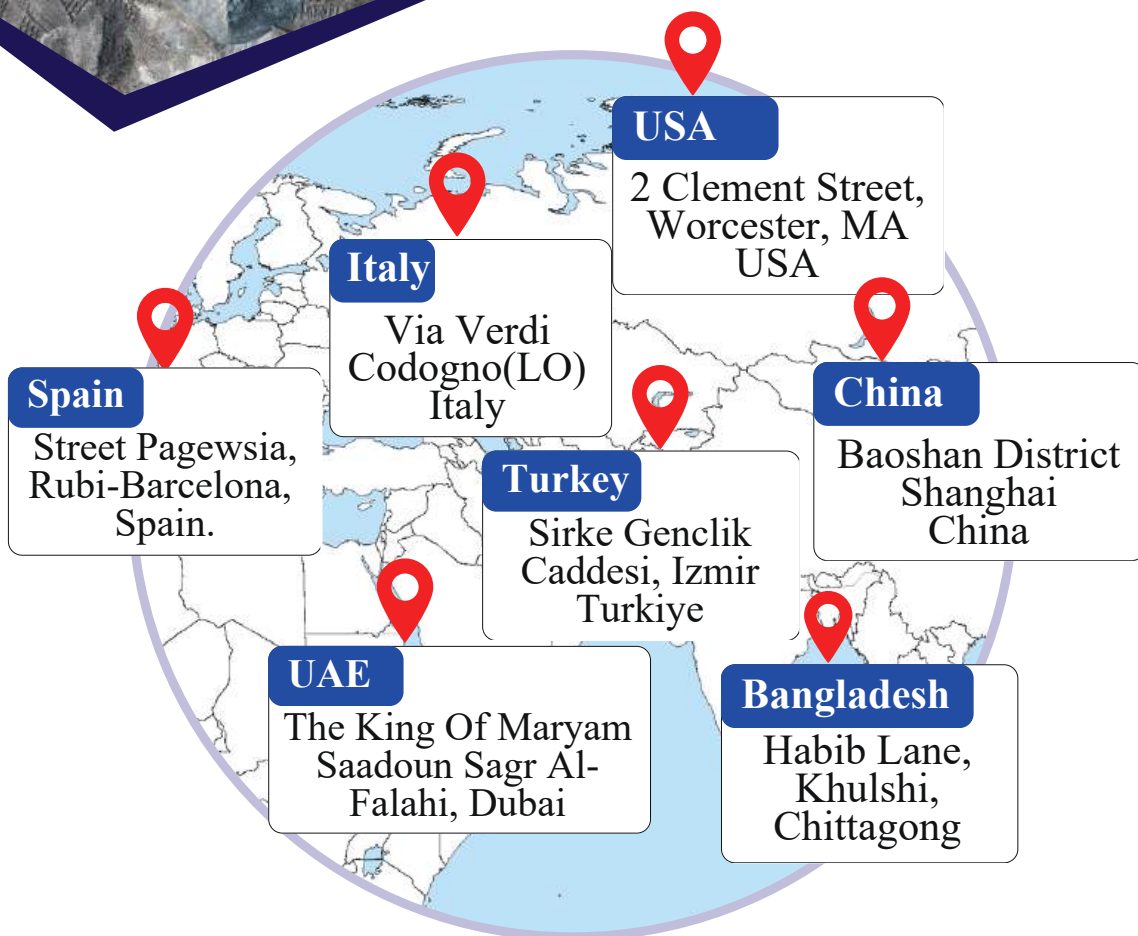 USA
2 Clement Street,
Worcester, MA
USA
Italy
Via Verdi
Codogno(LO)
Italy
Spain
Street Pagewsia,
Rubi-Barcelona,
Spain.
China
Baoshan District
Shanghai
China
Turkey
Sirke Genclik
Caddesi, Izmir
Turkiye
UAE
The King Of Maryam
Saadoun Sagr Al-
Falahi, Dubai
Bangladesh
Habib Lane,
Khulshi,
Chittagong